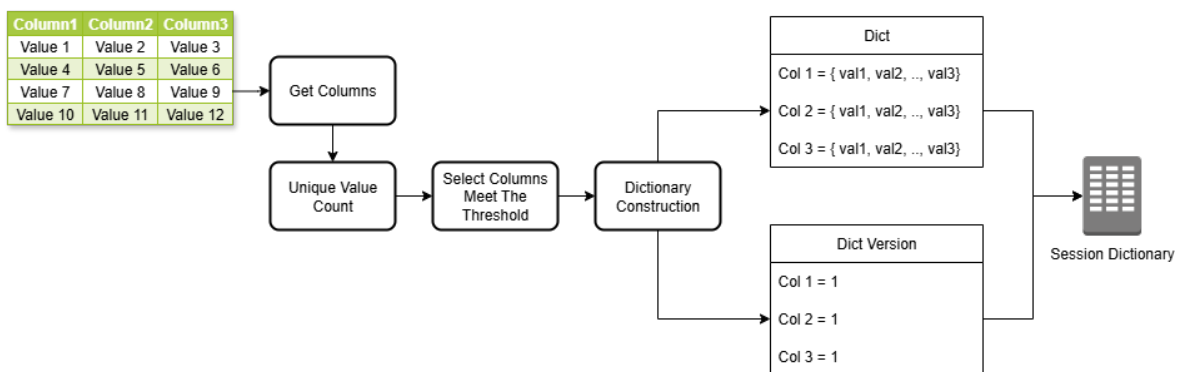 Column1 Column2 Column3
Value 1 Value 2 Value 3
Value 4 Value 5 Value 6
Value 7 Value 8 Value 9
Value 10 Value 11 Value 12
Get Columns
Unique Value
Count
Select Columns
Meet The
Threshold
Dictionary
Construction
Dict
Col 1 = { val1, val2, .., val3}
Col 2 = { val1, val2, .., val3}
Col 3 = { val1, val2, .., val3}
Dict Version
Col 1 = 1
Col 2 = 1
Col 3 = 1
Session Dictionary